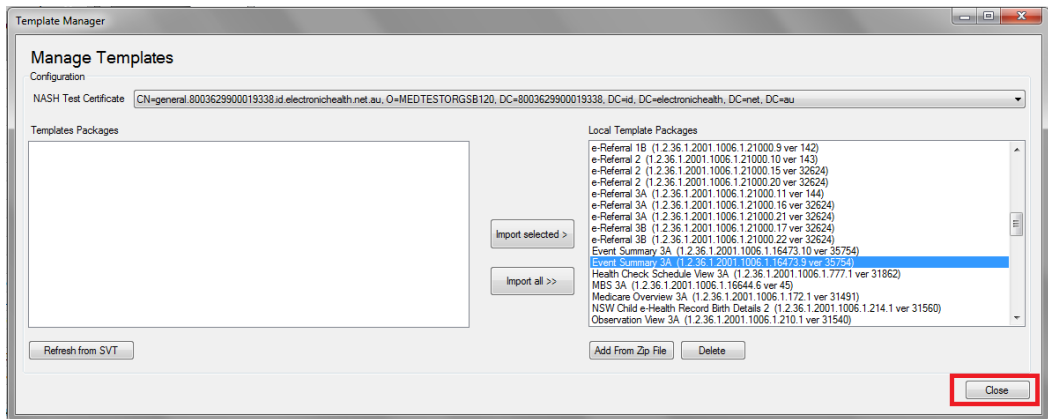 Template Manager
Manage Templates
Configuration
NASH Test Certificate
CN=general.8003629900019338.id.electronichealth.net.au, O=MEDTESTORGSB120, DC=8003629900019338, DC=id, DC=electronichealth, DC=net, DC=au
Templates Packages
Local Template Packages
e-Referral 1B (1.2.36.1.2001.1006.1.21000.9 ver 142)
e-Referral 2 (1.2.36.1.2001.1006.1.21000.10 ver 143)
e-Referral 2 (1.2.36.1.2001.1006.1.21000.15 ver 32624)
e-Referral 2 (1.2.36.1.2001.1006.1.21000.20 ver 32624)
e-Referral 3A (1.2.36.1.2001.1006.1.21000.11 ver 144)
e-Referral 3A (1.2.36.1.2001.1006.1.21000.16 ver 32624)
e-Referral 3A (1.2.36.1.2001.1006.1.21000.21 ver 32624)
e-Referral 3B (1.2.36.1.2001.1006.1.21000.17 ver 32624)
e-Referral 3B (1.2.36.1.2001.1006.1.21000.22 ver 32624)
Event Summary 3A (1.2.36.1.2001.1006.1.16473.10 ver 35754)
Event Summary 3A (1.2.36.1.2001.1006.1.16473.9 ver 35754)
Health Check Schedule View 3A (1.2.36.1.2001.1006.1.777.1 ver 31862)
MBS 3A (1.2.36.1.2001.1006.1.16644.6 ver 45)
Medicare Overview 3A (1.2.36.1.2001.1006.1.172.1 ver 31491)
NSW Child e-Health Record Birth Details 2 (1.2.36.1.2001.1006.1.214.1 ver 31560)
Observation View 3A (1.2.36.1.2001.1006.1.210.1 ver 31540)
Import selected >
Import all >>
Refresh from SVT
Add From Zip File
Delete
Close